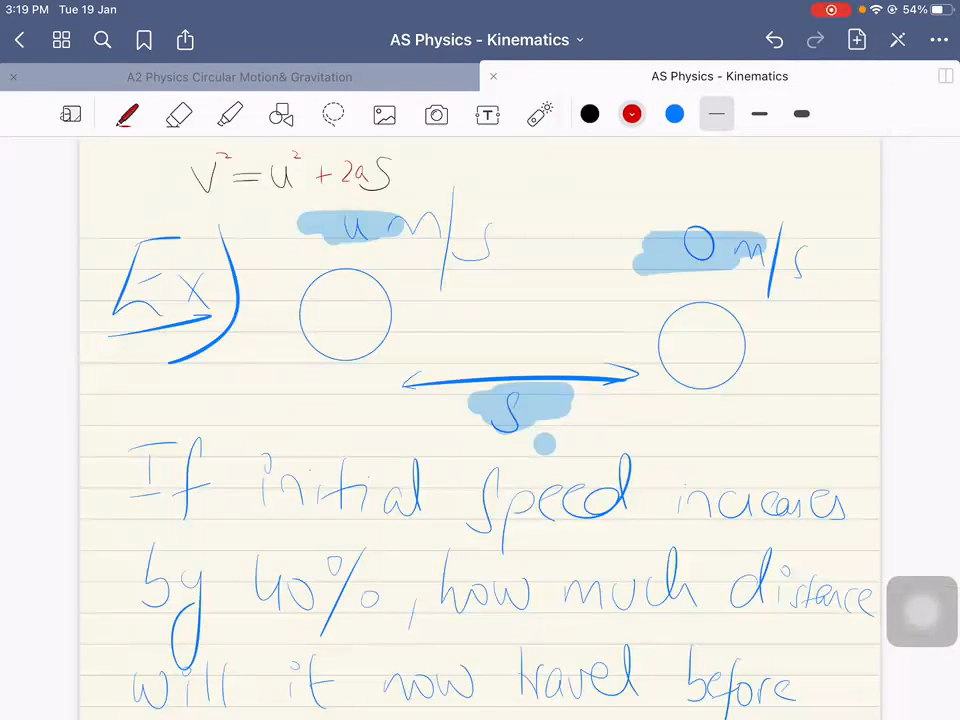 3:19 PM Tue 19 Jan 54%
AS Physics - Kinematics
A2 Physics Circular Motion& Gravitation
AS Physics - Kinematics
V² = u² + 2aS
u m/s
0 m/s
Ex)
S
If initial speed increases
by 40%, how much distance
will it now travel before